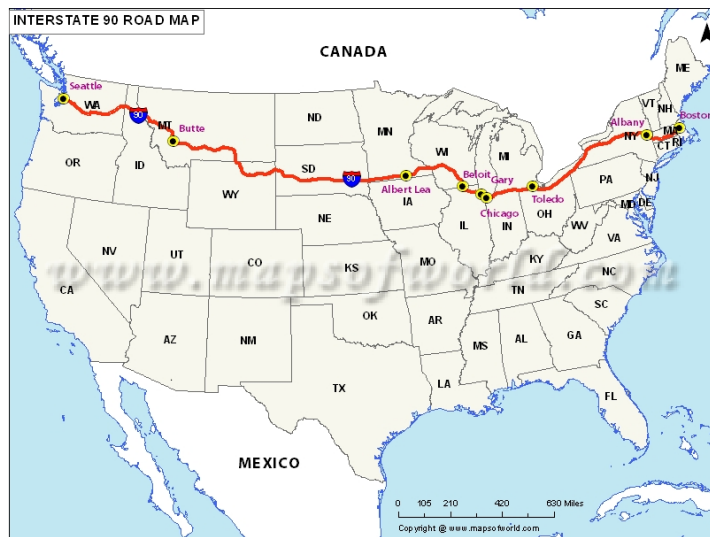 INTERSTATE 90 ROAD MAP
CANADA
ME
Seattle
WA
90
MT
Butte
ND
MN
VT
NH
Albany
Boston
NY
MA
CT
RI
OR
ID
WY
SD
90
WI
MI
Albert Lea
Beloit
Gary
Chicago
Toledo
PA
NJ
NE
IA
IL
IN
OH
MD
DE
WV
VA
NV
UT
CO
KS
MO
KY
NC
www.mapsofworld.com
CA
TN
SC
AZ
NM
OK
AR
MS
AL
GA
TX
LA
FL
MEXICO
0 105 210 420 630 Miles
Copyright @ www.mapsofworld.com